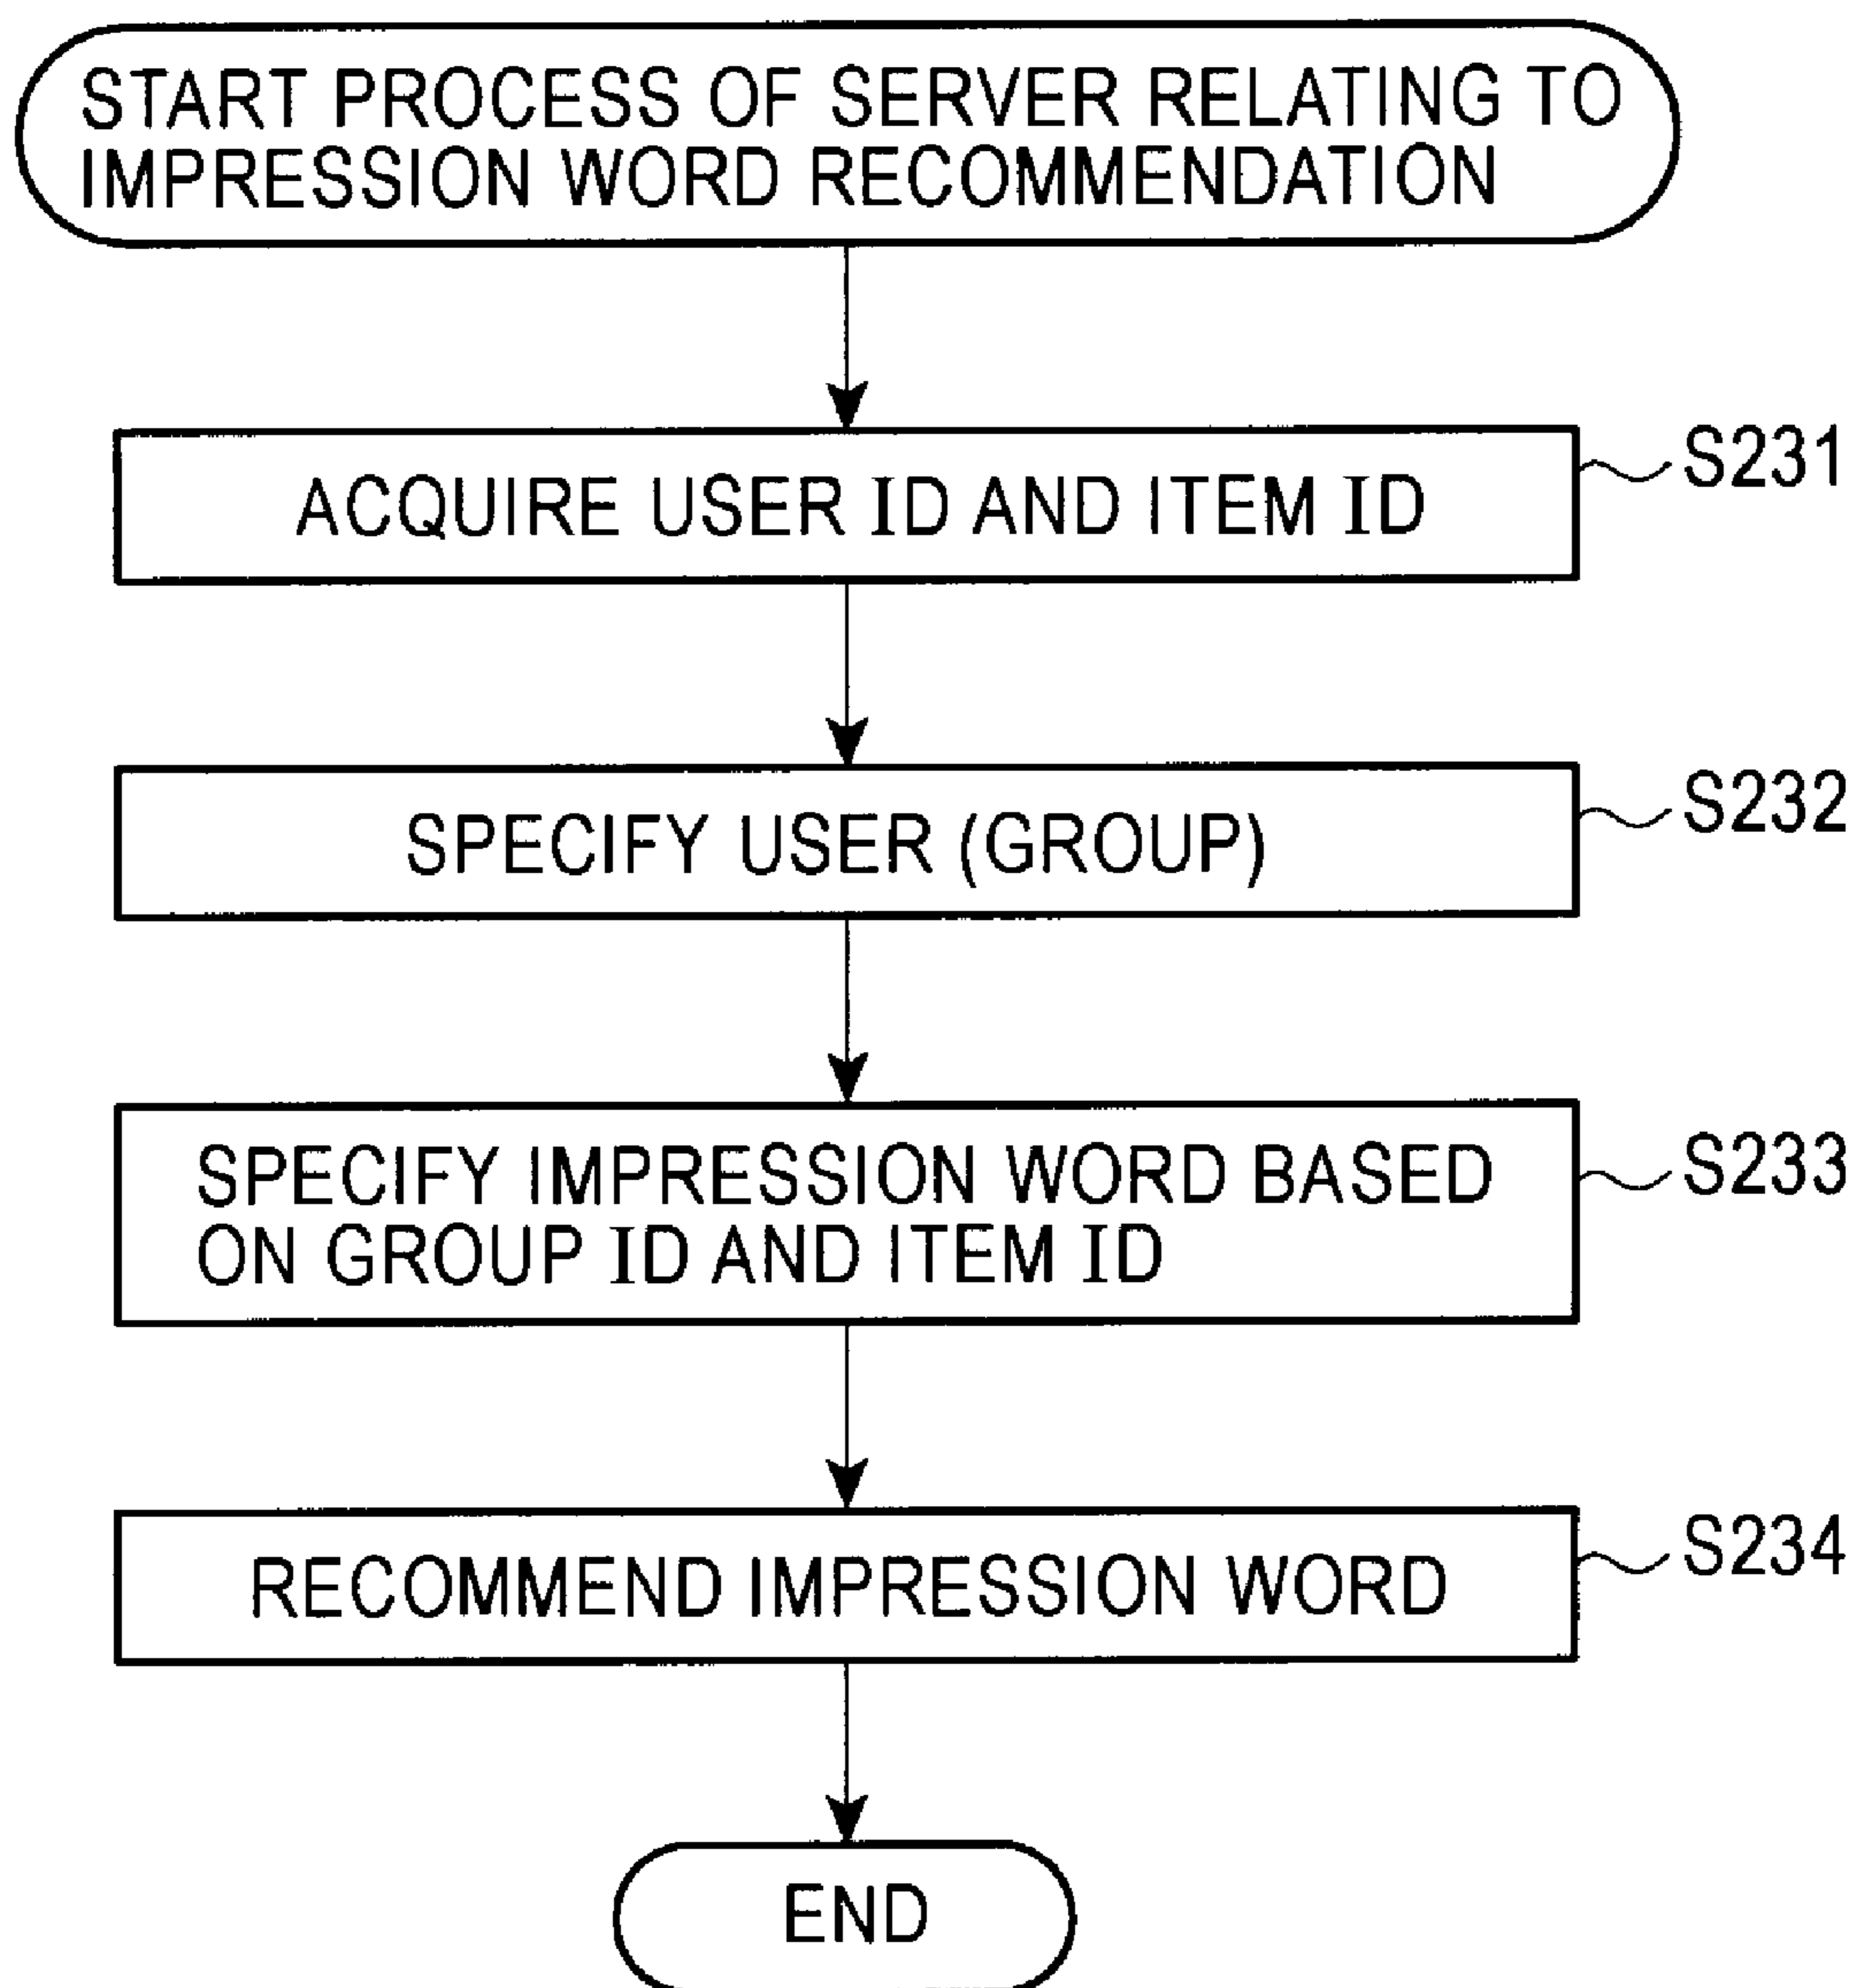 START PROCESS OF SERVER RELATING TO
IMPRESSION WORD RECOMMENDATION
ACQUIRE USER ID AND ITEM ID
S231
SPECIFY USER (GROUP)
S232
SPECIFY IMPRESSION WORD BASED
ON GROUP ID AND ITEM ID
S233
RECOMMEND IMPRESSION WORD
S234
END